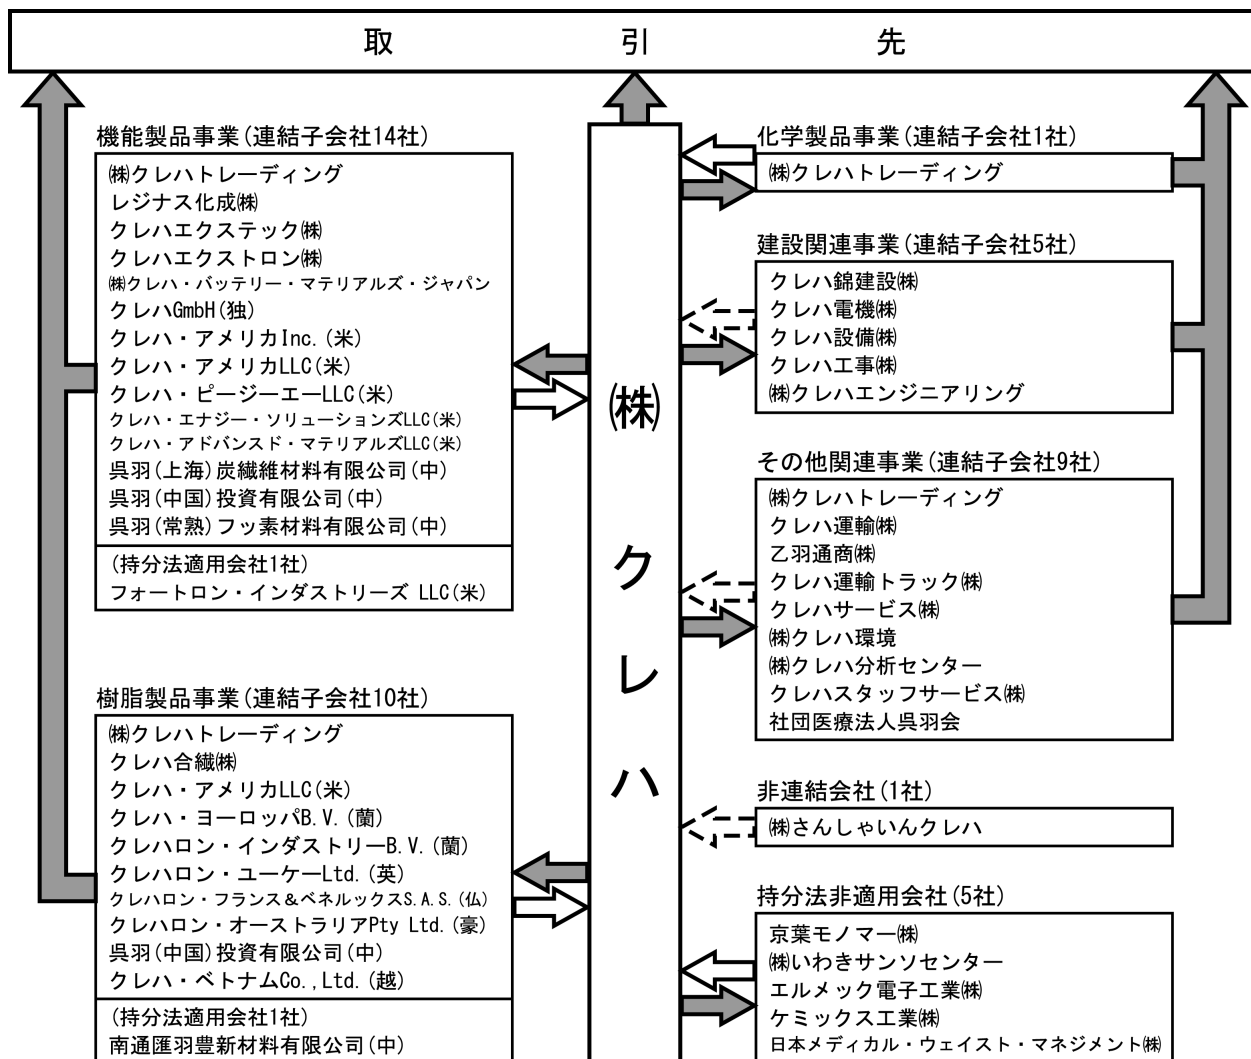 取引先
機能製品事業(連結子会社14社)
㈱クレハトレーディング
レジナス化成㈱
クレハエクステック㈱
クレハエクストロン㈱
㈱クレハ・バッテリー・マテリアルズ・ジャパン
クレハGmbH(独)
クレハ・アメリカInc.(米)
クレハ・アメリカLLC(米)
クレハ・ピージーエーLLC(米)
クレハ・エナジー・ソリューションズLLC(米)
クレハ・アドバンスド・マテリアルズLLC(米)
呉羽(上海)炭繊維材料有限公司(中)
呉羽(中国)投資有限公司(中)
呉羽(常熟)フッ素材料有限公司(中)
(持分法適用会社1社)
フォートロン・インダストリーズ LLC(米)
樹脂製品事業(連結子会社10社)
㈱クレハトレーディング
クレハ合繊㈱
クレハ・アメリカLLC(米)
クレハ・ヨーロッパB.V.(蘭)
クレハロン・インダストリーB.V.(蘭)
クレハロン・ユーケーLtd.(英)
クレハロン・フランス&ベネルックスS.A.S.(仏)
クレハロン・オーストラリアPty Ltd.(豪)
呉羽(中国)投資有限公司(中)
クレハ・ベトナムCo.,Ltd.(越)
(持分法適用会社1社)
南通匯羽豊新材料有限公司(中)
㈱クレハ
化学製品事業(連結子会社1社)
㈱クレハトレーディング
建設関連事業(連結子会社5社)
クレハ錦建設㈱
クレハ電機㈱
クレハ設備㈱
クレハ工事㈱
㈱クレハエンジニアリング
その他関連事業(連結子会社9社)
㈱クレハトレーディング
クレハ運輸㈱
乙羽通商㈱
クレハ運輸トラック㈱
クレハサービス㈱
㈱クレハ環境
㈱クレハ分析センター
クレハスタッフサービス㈱
社団医療法人呉羽会
非連結会社(1社)
㈱さんしゃいんクレハ
持分法非適用会社(5社)
京葉モノマー㈱
㈱いわきサンソセンター
エルメック電子工業㈱
ケミックス工業㈱
日本メディカル・ウェイスト・マネジメント㈱